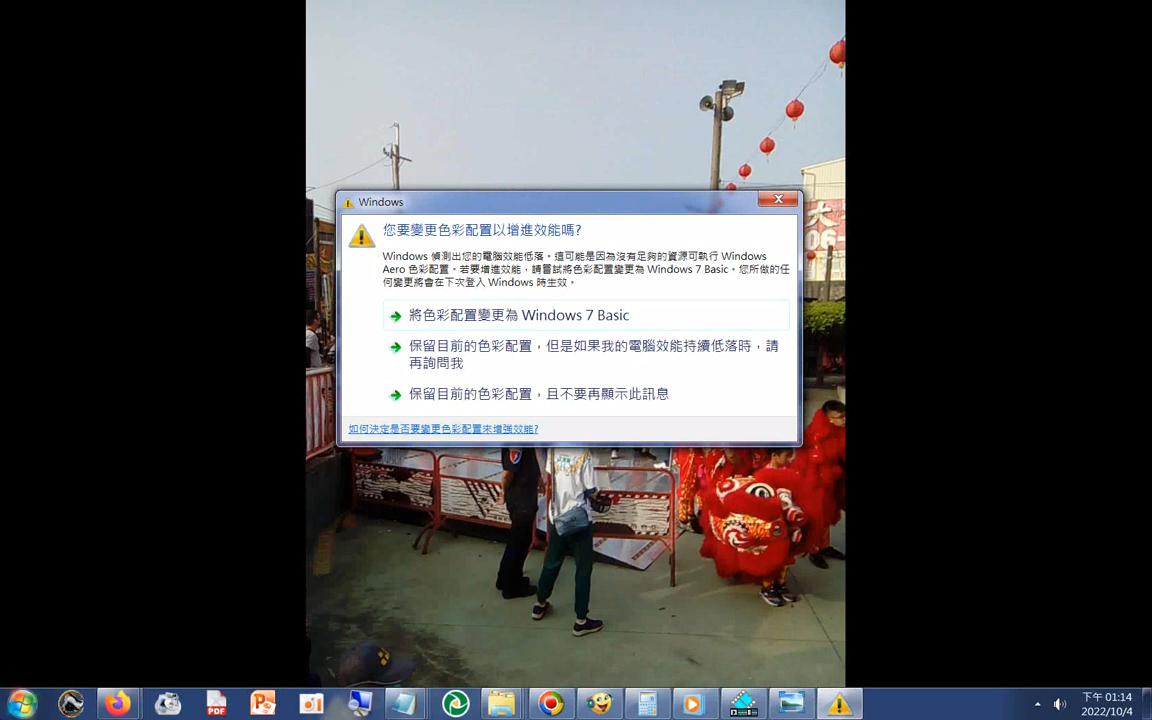 Windows
您要變更色彩配置以增進效能嗎?
Windows 偵測出您的電腦效能低落。這可能是因為沒有足夠的資源可執行 Windows
Aero 色彩配置。若要增進效能，請嘗試將色彩配置變更為 Windows 7 Basic。您所做的任
何變更將會在下次登入 Windows 時生效。
將色彩配置變更為 Windows 7 Basic
保留目前的色彩配置，但是如果我的電腦效能持續低落時，請
再詢問我
保留目前的色彩配置，且不要再顯示此訊息
如何決定是否要變更色彩配置來增強效能?
大
06-
PDF
下午 01:14
2022/10/4